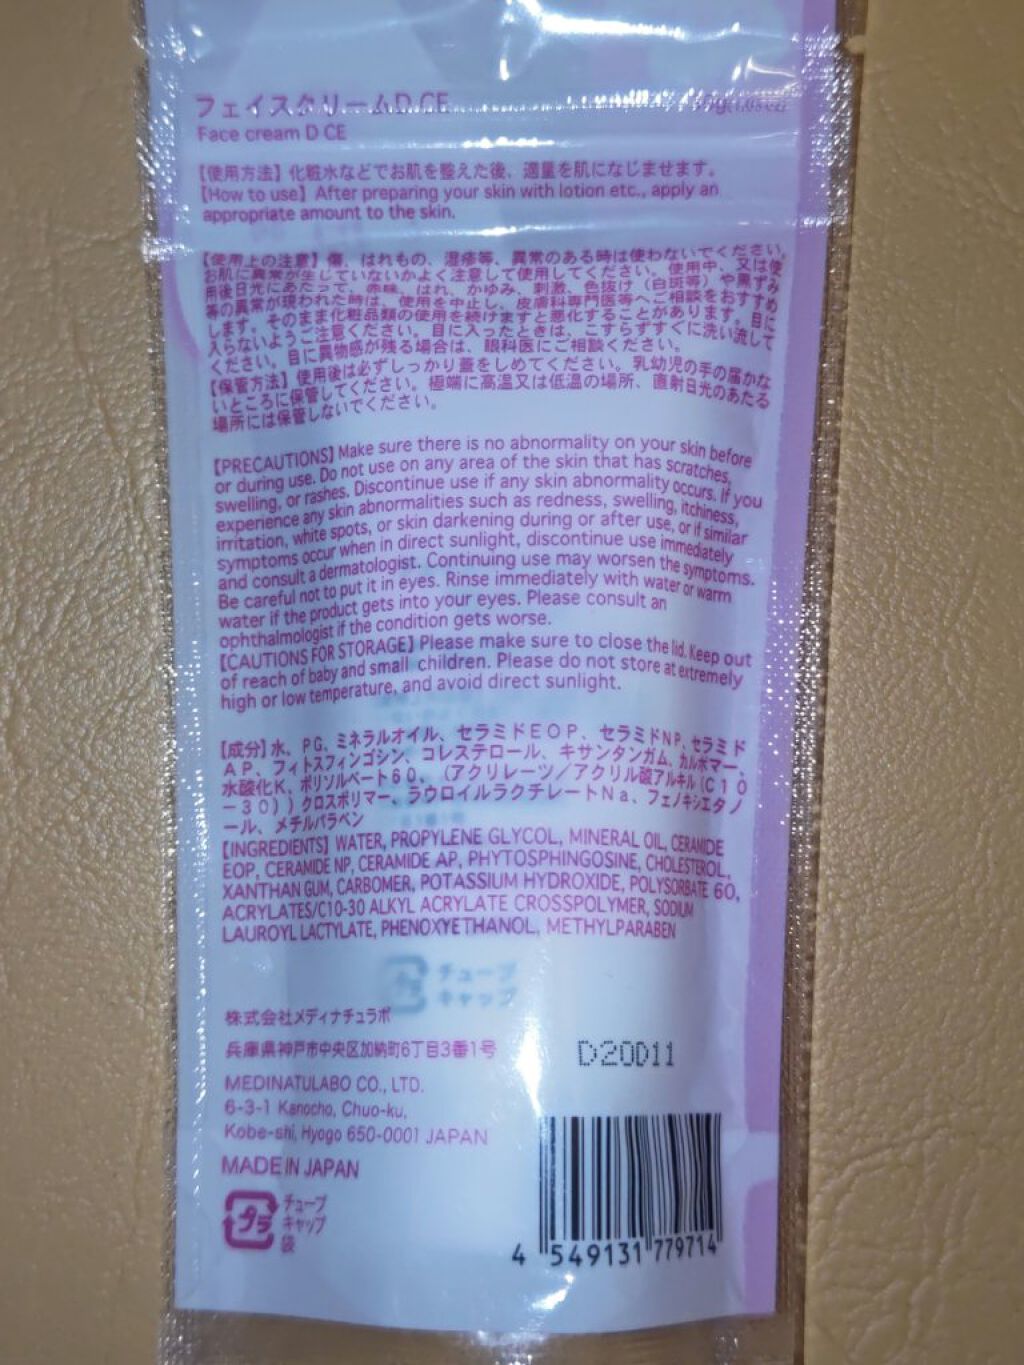 フェイスクリームD CE
Face cream D CE
【使用方法】化粧水などでお肌を整えた後、適量を肌になじませます。
【How to use】After preparing your skin with lotion etc., apply an
appropriate amount to the skin.
【使用上の注意】傷、はれもの、湿疹等、異常のある時は使わないでください。
お肌に異常が生じていないかよく注意して使用してください。使用中、又は使
用後日光にあたって、赤味、はれ、かゆみ、刺激、色抜け（白斑等）や黒ずみ
等の異常が現われた時は、使用を中止し、皮膚科専門医等へご相談をおすすめ
します。そのまま化粧品類の使用を続けますと悪化することがあります。目に
入らないようご注意ください。目に入ったときは、こすらずすぐに洗い流して
ください。目に異物感が残る場合は、眼科医にご相談ください。
【保管方法】使用後は必ずしっかり蓋をしめてください。乳幼児の手の届かな
いところに保管してください。極端に高温又は低温の場所、直射日光のあたる
場所には保管しないでください。
【PRECAUTIONS】Make sure there is no abnormality on your skin before
or during use. Do not use on any area of the skin that has scratches,
swelling, or rashes. Discontinue use if any skin abnormality occurs. If you
experience any skin abnormalities such as redness, swelling, itchiness,
irritation, white spots, or skin darkening during or after use, or if similar
symptoms occur when in direct sunlight, discontinue use immediately
and consult a dermatologist. Continuing use may worsen the symptoms.
Be careful not to put it in eyes. Rinse immediately with water or warm
water if the product gets into your eyes. Please consult an
ophthalmologist if the condition gets worse.
【CAUTIONS FOR STORAGE】Please make sure to close the lid. Keep out
of reach of baby and small children. Please do not store at extremely
high or low temperature, and avoid direct sunlight.
【成分】水、PG、ミネラルオイル、セラミドEOP、セラミドNP、セラミド
AP、フィトスフィンゴシン、コレステロール、キサンタンガム、カルボマー、
水酸化K、ポリソルベート60、（アクリレーツ／アクリル酸アルキル（C10
－30））クロスポリマー、ラウロイルラクチレートNa、フェノキシエタノ
ール、メチルパラベン
【INGREDIENTS】WATER, PROPYLENE GLYCOL, MINERAL OIL, CERAMIDE
EOP, CERAMIDE NP, CERAMIDE AP, PHYTOSPHINGOSINE, CHOLESTEROL,
XANTHAN GUM, CARBOMER, POTASSIUM HYDROXIDE, POLYSORBATE 60,
ACRYLATES/C10-30 ALKYL ACRYLATE CROSSPOLYMER, SODIUM
LAUROYL LACTYLATE, PHENOXYETHANOL, METHYLPARABEN
チューブ
キャップ
株式会社メディナチュラボ
兵庫県神戸市中央区加納町6丁目3番1号
D20D11
MEDINATULABO CO., LTD.
6-3-1 Kanocho, Chuo-ku,
Kobe-shi, Hyogo 650-0001 JAPAN
MADE IN JAPAN
プラ
チューブ
キャップ
袋
4 549131 779714